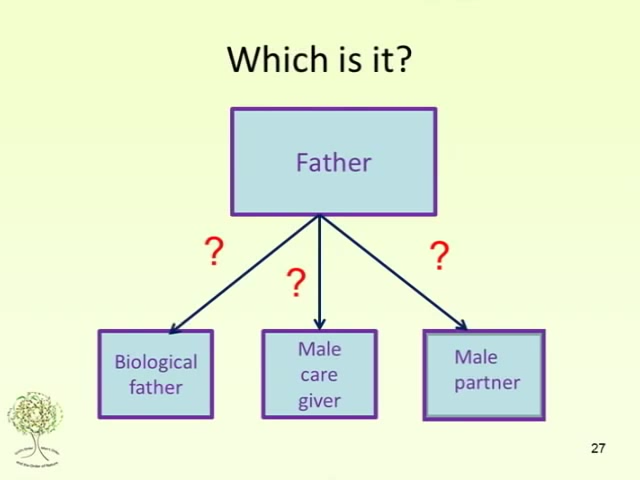 Which is it?
Father
?
?
?
Biological
father
Male
care
giver
Male
partner
27